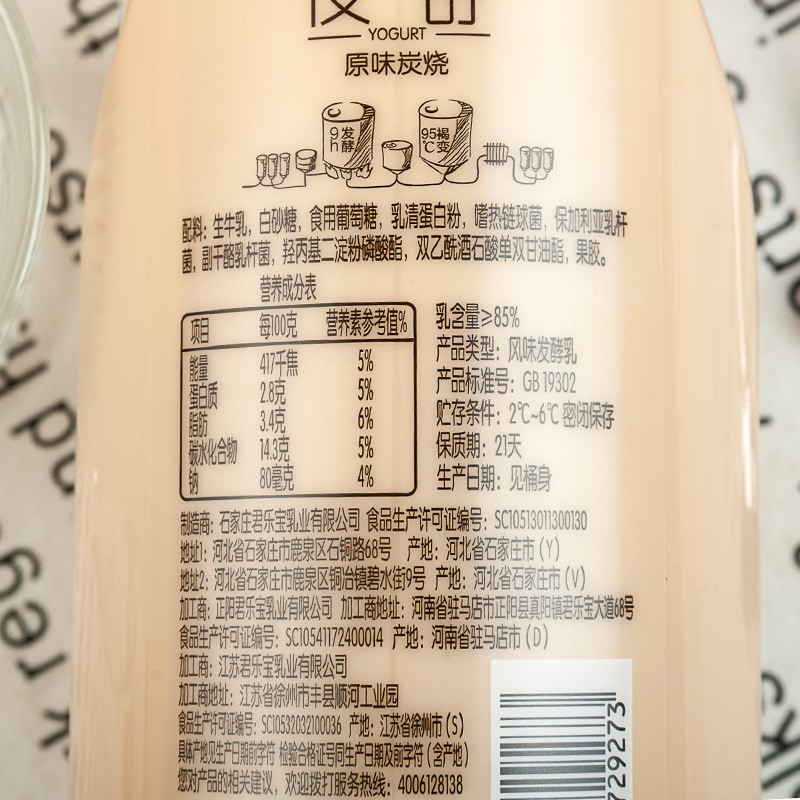 YOGURT
原味炭烧
9h 发酵
95℃ 褐变
配料：生牛乳，白砂糖，食用葡萄糖，乳清蛋白粉，嗜热链球菌，保加利亚乳杆
菌，副干酪乳杆菌，羟丙基二淀粉磷酸酯，双乙酰酒石酸单双甘油酯，果胶。
营养成分表
项目 每100克 营养素参考值%
能量 417千焦 5%
蛋白质 2.8克 5%
脂肪 3.4克 6%
碳水化合物 14.3克 5%
钠 80毫克 4%
乳含量≥85%
产品类型：风味发酵乳
产品标准号：GB 19302
贮存条件：2℃~6℃ 密闭保存
保质期：21天
生产日期：见桶身
制造商：石家庄君乐宝乳业有限公司 食品生产许可证编号：SC10513011300130
地址1：河北省石家庄市鹿泉区石铜路68号 产地：河北省石家庄市（Y）
地址2：河北省石家庄市鹿泉区铜冶镇碧水街9号 产地：河北省石家庄市（V）
加工商：正阳君乐宝乳业有限公司 加工商地址：河南省驻马店市正阳县真阳镇君乐宝大道68号
食品生产许可证编号：SC10541172400014 产地：河南省驻马店市（D）
加工商：江苏君乐宝乳业有限公司
加工商地址：江苏省徐州市丰县顺河工业园
食品生产许可证编号：SC10532032100036 产地：江苏省徐州市（S）
具体产地见生产日期前字符 检验合格证号同生产日期及前字符（含产地）
您对产品的相关建议，欢迎拨打服务热线：4006128138
729273